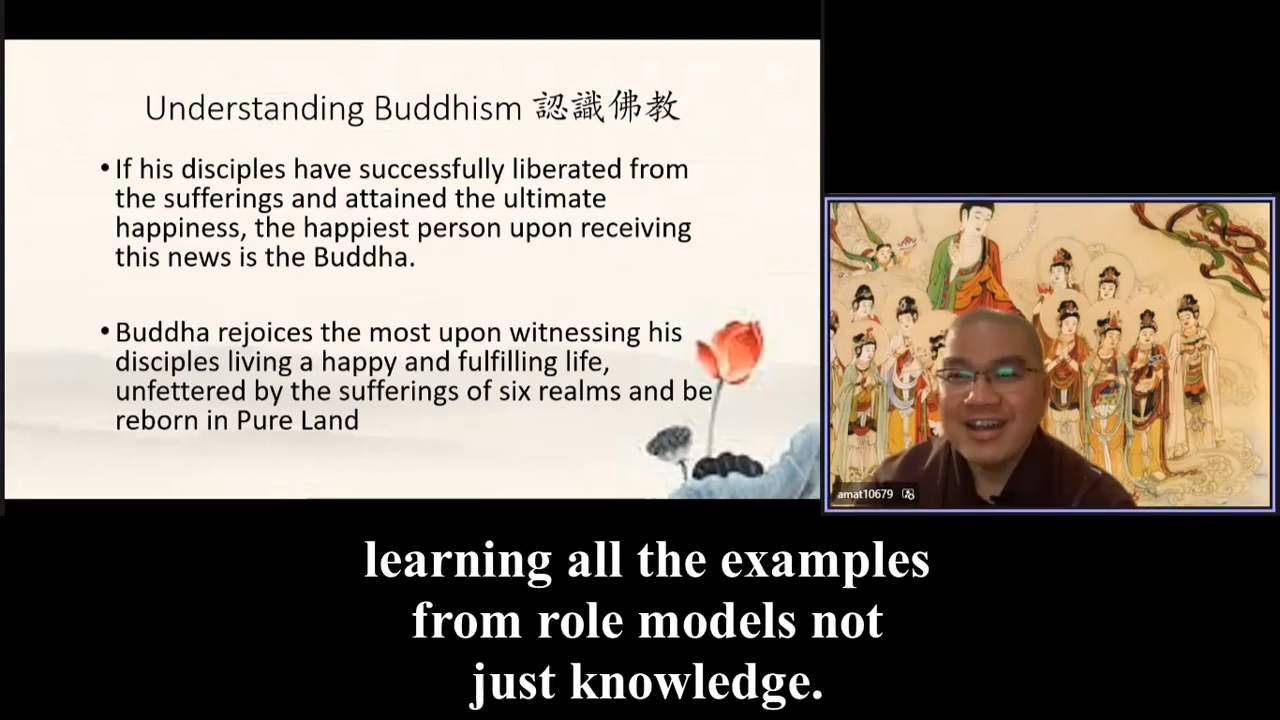 Understanding Buddhism 認識佛教
•If his disciples have successfully liberated from
the sufferings and attained the ultimate
happiness, the happiest person upon receiving
this news is the Buddha.
•Buddha rejoices the most upon witnessing his
disciples living a happy and fulfilling life,
unfettered by the sufferings of six realms and be
reborn in Pure Land
amat10679
learning all the examples
from role models not
just knowledge.